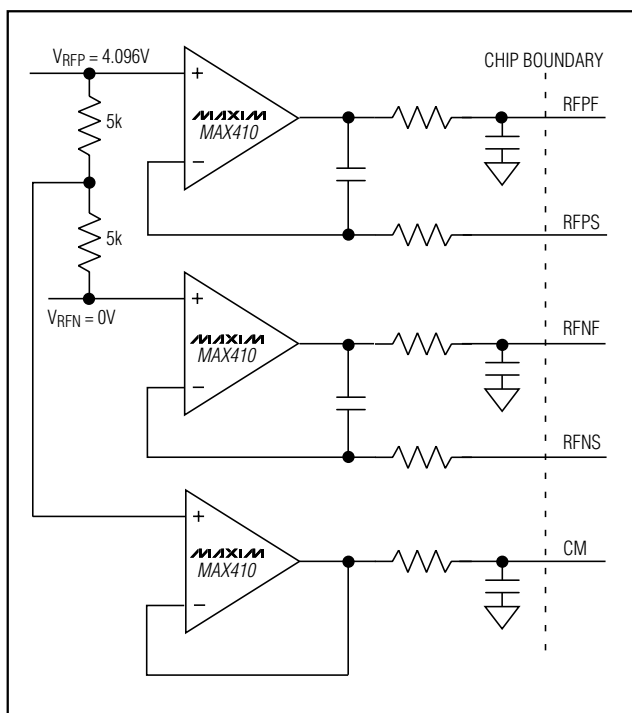 VRFP = 4.096V
CHIP BOUNDARY
+
MAXIM
MAX410
−
5k
RFPF
RFPS
5k
VRFN = 0V
+
MAXIM
MAX410
−
RFNF
RFNS
+
MAXIM
MAX410
−
CM